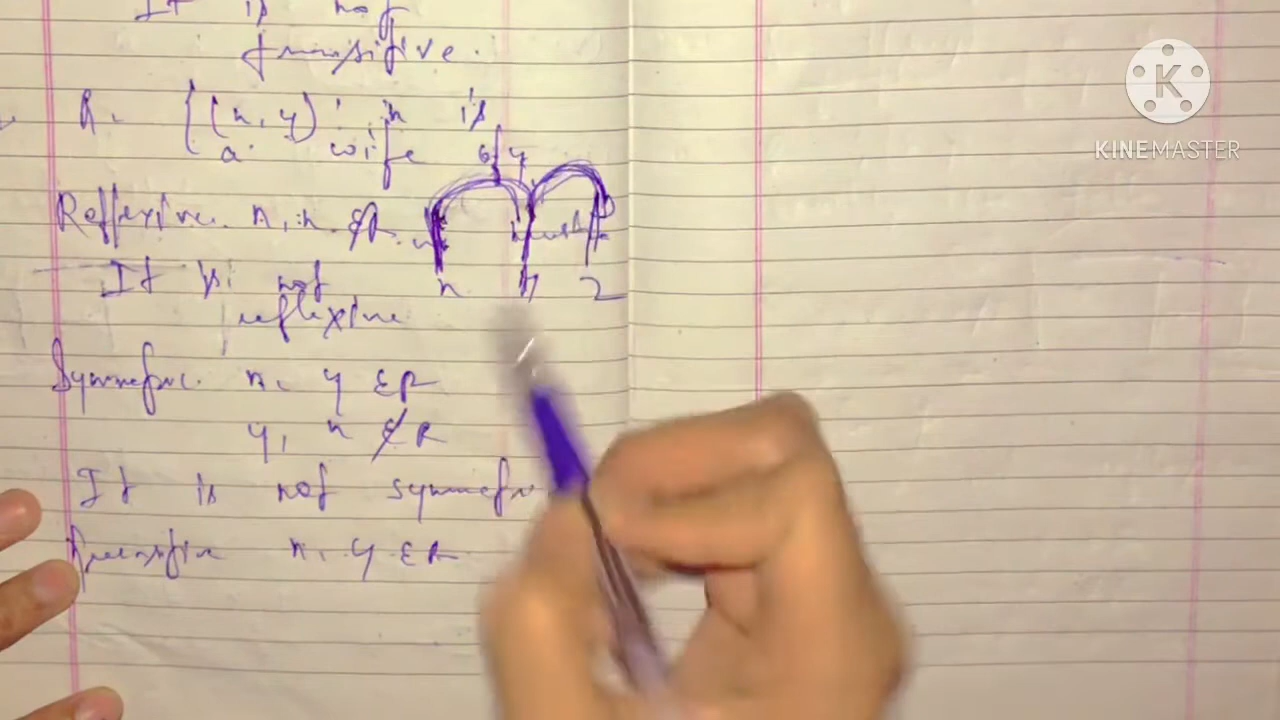 It is not
transitive.
R. {(x, y) : x is
a wife of y
Reflexive. x, x ∉ R.
It is not
x y z
reflexive
Symmetric. x, y ∈ R
y, x ∉ R
It is not symmetric
Transitive x, y ∈ R
K
KINEMASTER